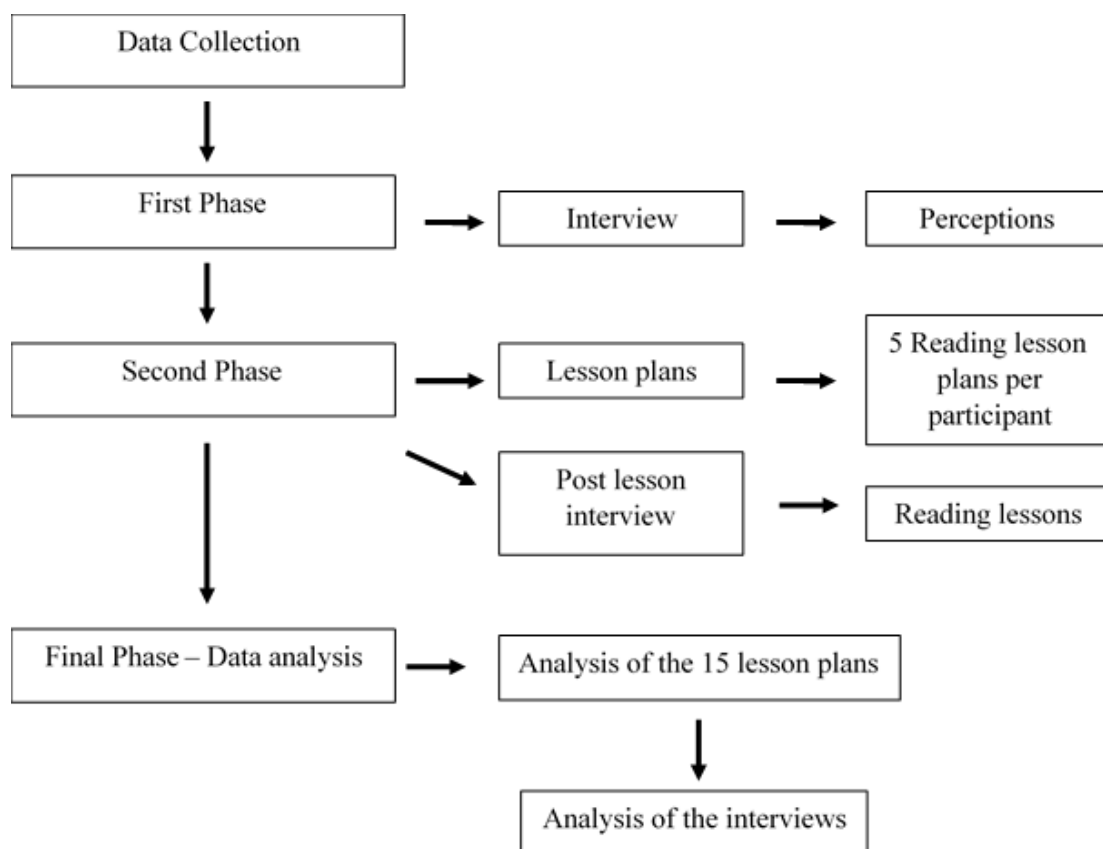 Data Collection
First Phase
Interview
Perceptions
Second Phase
Lesson plans
5 Reading lesson
plans per
participant
Post lesson
interview
Reading lessons
Final Phase – Data analysis
Analysis of the 15 lesson plans
Analysis of the interviews